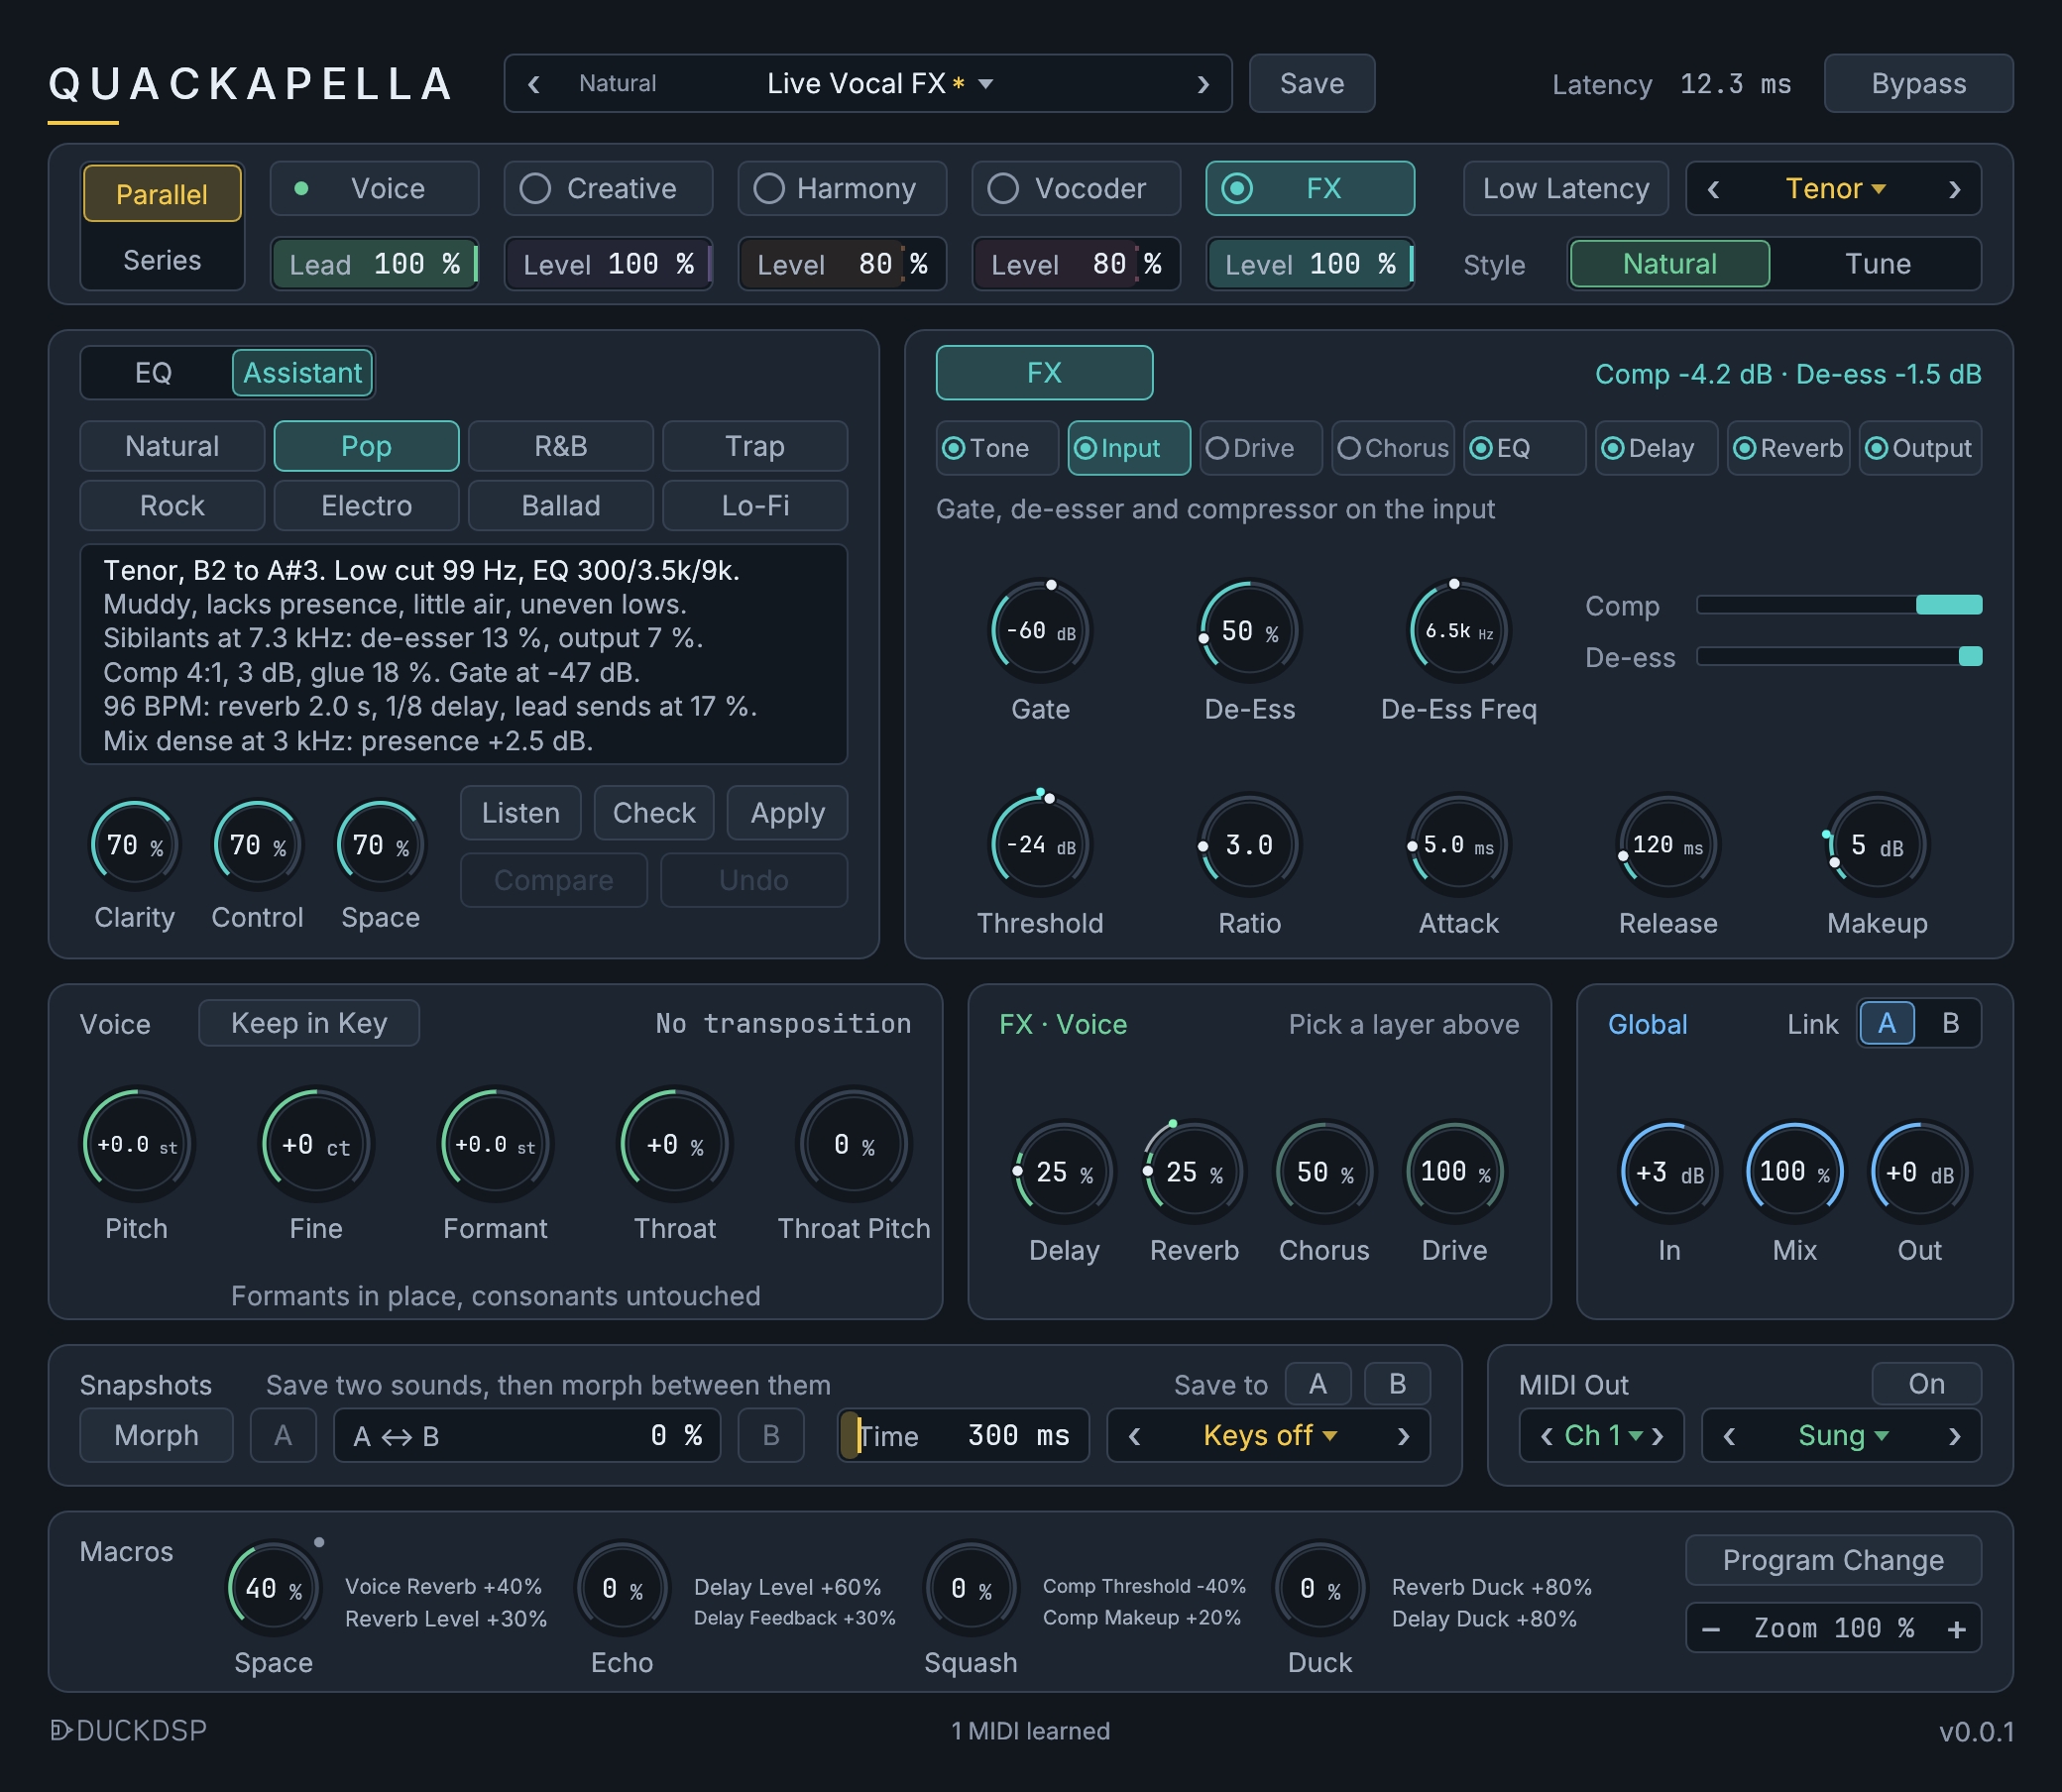 QUACKAPELLA
‹ Natural Live Vocal FX * ›
Save
Latency 12.3 ms
Bypass
Parallel
Series
Voice
Creative
Harmony
Vocoder
FX
Low Latency
‹ Tenor ›
Lead 100 %
Level 100 %
Level 80 %
Level 80 %
Level 100 %
Style
Natural
Tune
EQ
Assistant
Natural
Pop
R&B
Trap
Rock
Electro
Ballad
Lo-Fi
Tenor, B2 to A#3. Low cut 99 Hz, EQ 300/3.5k/9k.
Muddy, lacks presence, little air, uneven lows.
Sibilants at 7.3 kHz: de-esser 13 %, output 7 %.
Comp 4:1, 3 dB, glue 18 %. Gate at -47 dB.
96 BPM: reverb 2.0 s, 1/8 delay, lead sends at 17 %.
Mix dense at 3 kHz: presence +2.5 dB.
70 %
70 %
70 %
Clarity
Control
Space
Listen
Check
Apply
Compare
Undo
FX
Comp -4.2 dB · De-ess -1.5 dB
Tone
Input
Drive
Chorus
EQ
Delay
Reverb
Output
Gate, de-esser and compressor on the input
-60 dB
50 %
6.5k Hz
Gate
De-Ess
De-Ess Freq
Comp
De-ess
-24 dB
3.0
5.0 ms
120 ms
5 dB
Threshold
Ratio
Attack
Release
Makeup
Voice
Keep in Key
No transposition
+0.0 st
+0 ct
+0.0 st
+0 %
0 %
Pitch
Fine
Formant
Throat
Throat Pitch
Formants in place, consonants untouched
FX · Voice
Pick a layer above
25 %
25 %
50 %
100 %
Delay
Reverb
Chorus
Drive
Global
Link
A
B
+3 dB
100 %
+0 dB
In
Mix
Out
Snapshots
Save two sounds, then morph between them
Save to
A
B
Morph
A
A ↔ B 0 %
B
Time 300 ms
‹ Keys off ›
MIDI Out
On
‹ Ch 1 ›
‹ Sung ›
Macros
40 %
Space
Voice Reverb +40%
Reverb Level +30%
0 %
Echo
Delay Level +60%
Delay Feedback +30%
0 %
Squash
Comp Threshold -40%
Comp Makeup +20%
0 %
Duck
Reverb Duck +80%
Delay Duck +80%
Program Change
− Zoom 100 % +
DUCKDSP
1 MIDI learned
v0.0.1